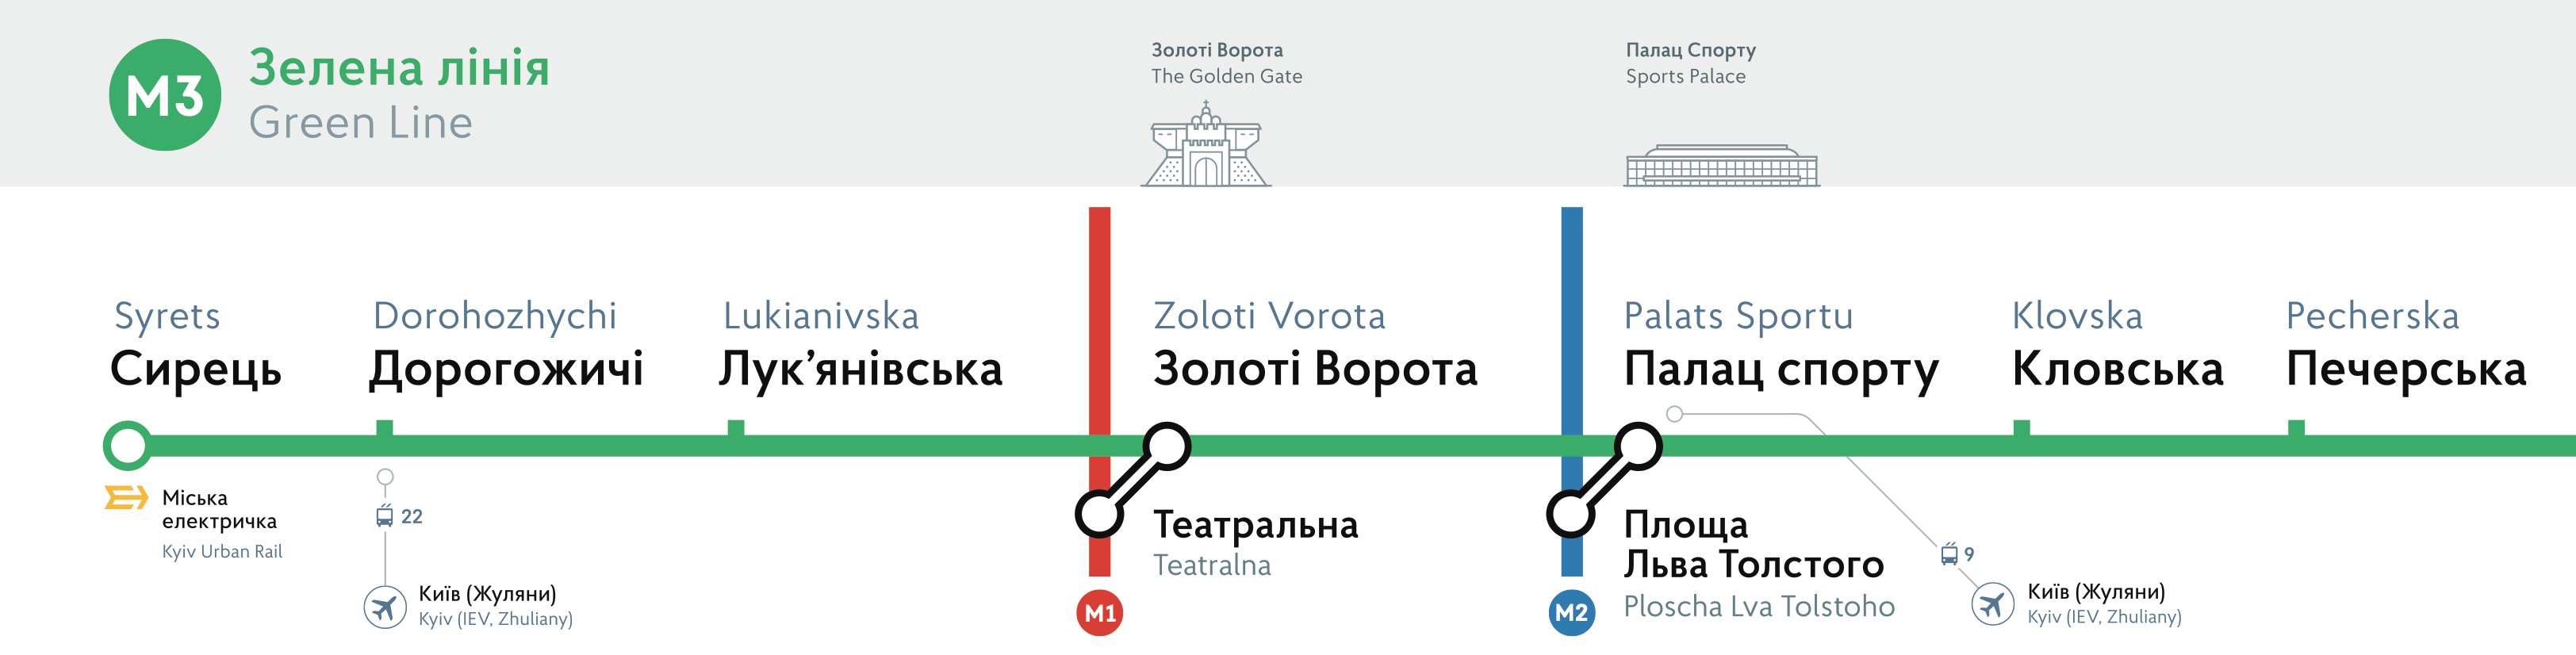 M3
Зелена лінія
Green Line
Золоті Ворота
The Golden Gate
Палац Спорту
Sports Palace
Syrets
Сирець
Dorohozhychi
Дорогожичі
Lukianivska
Лук’янівська
Zoloti Vorota
Золоті Ворота
Palats Sportu
Палац спорту
Klovska
Кловська
Pecherska
Печерська
Міська
електричка
Kyiv Urban Rail
22
Київ (Жуляни)
Kyiv (IEV, Zhuliany)
Театральна
Teatralna
M1
Площа
Льва Толстого
Ploscha Lva Tolstoho
M2
9
Київ (Жуляни)
Kyiv (IEV, Zhuliany)